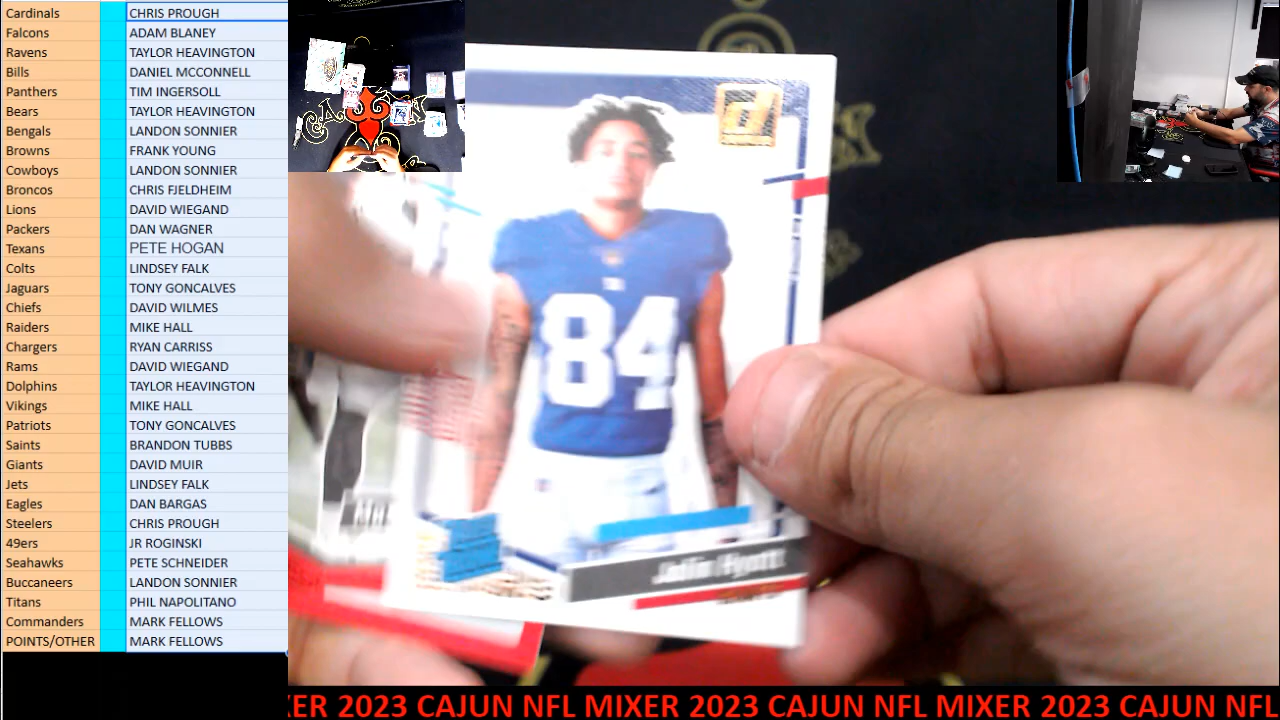 Cardinals CHRIS PROUGH
Falcons ADAM BLANEY
Ravens TAYLOR HEAVINGTON
Bills DANIEL MCCONNELL
Panthers TIM INGERSOLL
Bears TAYLOR HEAVINGTON
Bengals LANDON SONNIER
Browns FRANK YOUNG
Cowboys LANDON SONNIER
Broncos CHRIS FJELDHEIM
Lions DAVID WIEGAND
Packers DAN WAGNER
Texans PETE HOGAN
Colts LINDSEY FALK
Jaguars TONY GONCALVES
Chiefs DAVID WILMES
Raiders MIKE HALL
Chargers RYAN CARRISS
Rams DAVID WIEGAND
Dolphins TAYLOR HEAVINGTON
Vikings MIKE HALL
Patriots TONY GONCALVES
Saints BRANDON TUBBS
Giants DAVID MUIR
Jets LINDSEY FALK
Eagles DAN BARGAS
Steelers CHRIS PROUGH
49ers JR ROGINSKI
Seahawks PETE SCHNEIDER
Buccaneers LANDON SONNIER
Titans PHIL NAPOLITANO
Commanders MARK FELLOWS
POINTS/OTHER MARK FELLOWS
84
Jalin Hyatt
XER 2023 CAJUN NFL MIXER 2023 CAJUN NFL MIXER 2023 CAJUN NFL